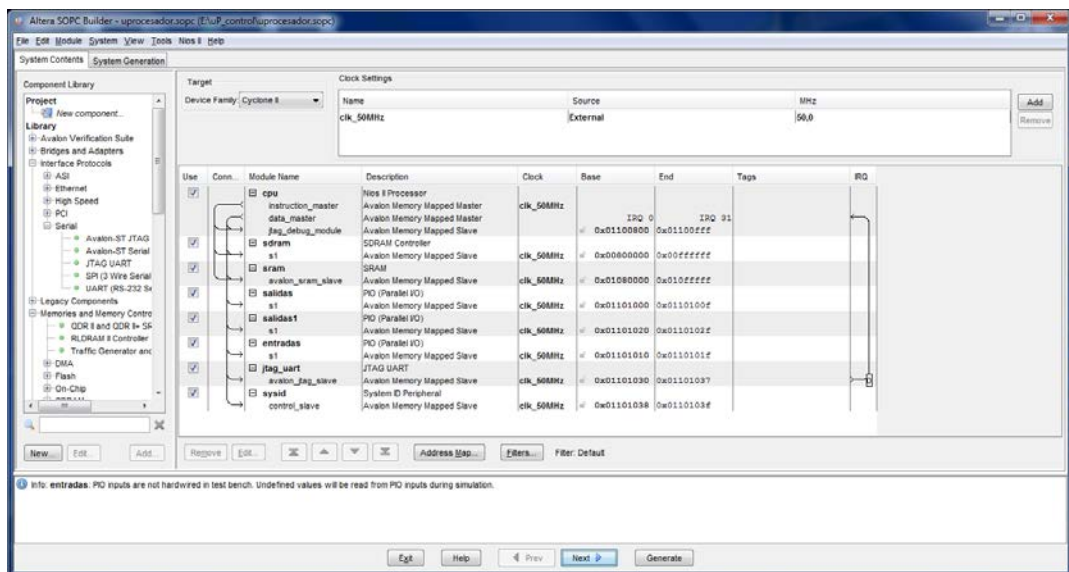 Altera SOPC Builder - uprocesador.sopc (E:\uP_control\uprocesador.sopc)
File Edit Module System View Tools Nios II Help
System Contents System Generation
Component Library
Project
New component...
Library
Avalon Verification Suite
Bridges and Adapters
Interface Protocols
ASI
Ethernet
High Speed
PCI
Serial
Avalon-ST JTAG
Avalon-ST Serial
JTAG UART
SPI (3 Wire Serial
UART (RS-232 Se
Legacy Components
Memories and Memory Contro
QDR II and QDR II+ SR
RLDRAM II Controller
Traffic Generator and
DMA
Flash
On-Chip
New... Edit... Add...
Target
Device Family: Cyclone II
Clock Settings
Name Source MHz
clk_50MHz External 50,0
Add
Remove
Use Conn... Module Name Description Clock Base End Tags IRQ
cpu Nios II Processor
instruction_master Avalon Memory Mapped Master clk_50MHz
data_master Avalon Memory Mapped Master IRQ 0 IRQ 31
jtag_debug_module Avalon Memory Mapped Slave 0x01100800 0x01100fff
sdram SDRAM Controller
s1 Avalon Memory Mapped Slave clk_50MHz 0x00800000 0x00ffffff
sram SRAM
avalon_sram_slave Avalon Memory Mapped Slave clk_50MHz 0x01080000 0x010fffff
salidas PIO (Parallel I/O)
s1 Avalon Memory Mapped Slave clk_50MHz 0x01101000 0x0110100f
salidas1 PIO (Parallel I/O)
s1 Avalon Memory Mapped Slave clk_50MHz 0x01101020 0x0110102f
entradas PIO (Parallel I/O)
s1 Avalon Memory Mapped Slave clk_50MHz 0x01101010 0x0110101f
jtag_uart JTAG UART
avalon_jtag_slave Avalon Memory Mapped Slave clk_50MHz 0x01101030 0x01101037
sysid System ID Peripheral
control_slave Avalon Memory Mapped Slave clk_50MHz 0x01101038 0x0110103f
Remove Edit... Address Map... Filters... Filter: Default
Info: entradas: PIO inputs are not hardwired in test bench. Undefined values will be read from PIO inputs during simulation.
Exit Help Prev Next Generate